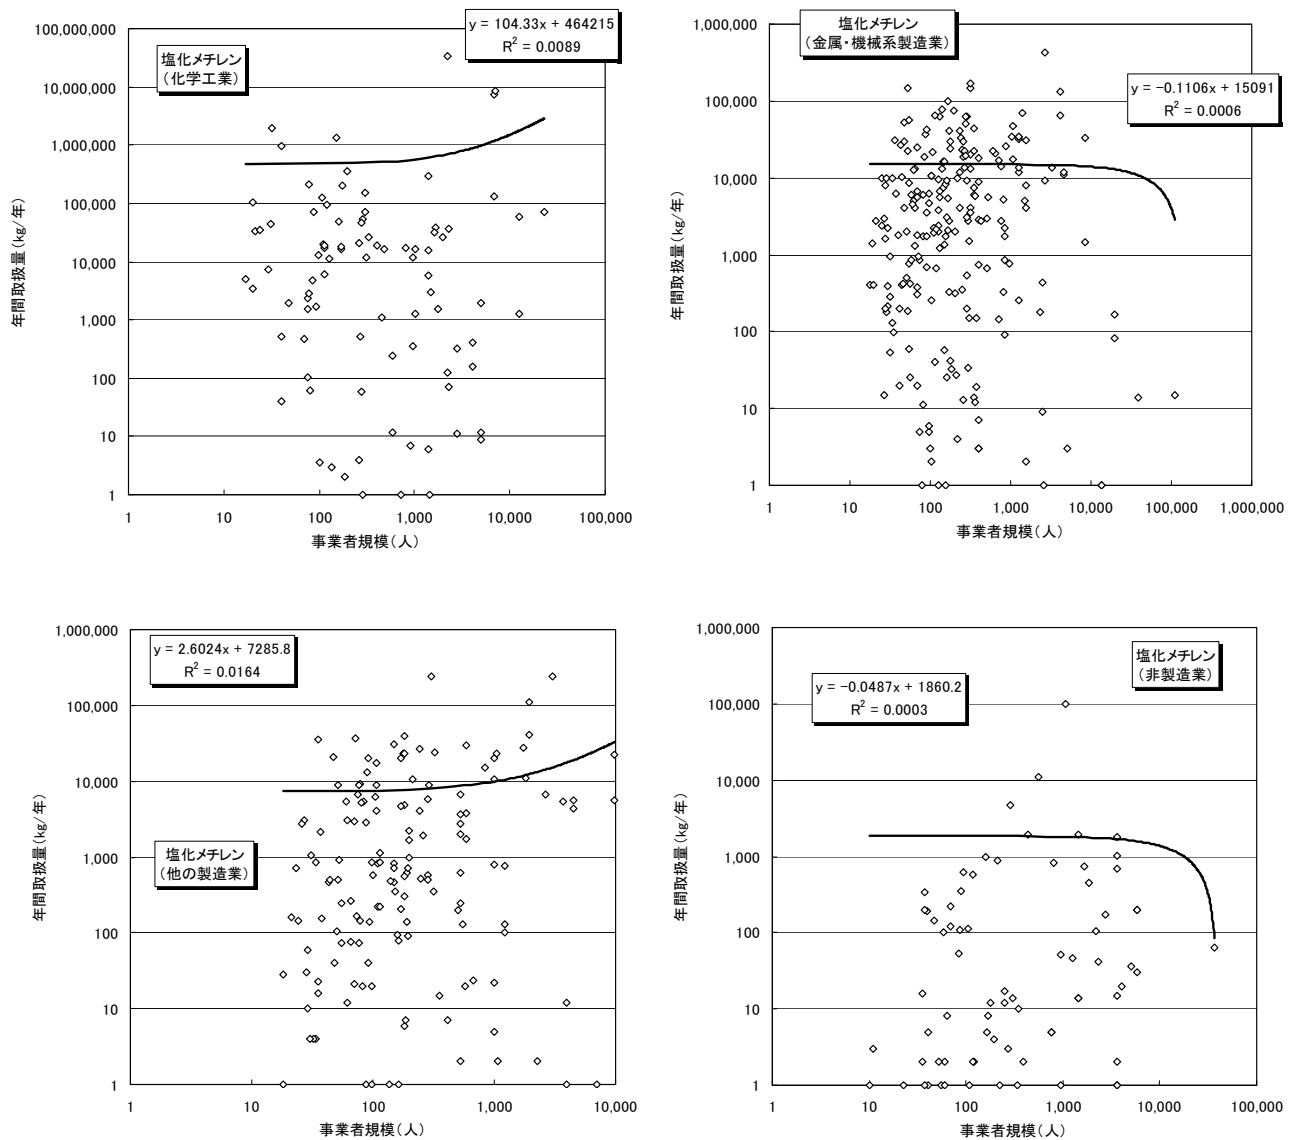 y = 104.33x + 464215
R² = 0.0089
塩化メチレン
（化学工業）
100,000,000
10,000,000
1,000,000
100,000
10,000
1,000
100
10
1
年間取扱量(kg/年)
1 10 100 1,000 10,000 100,000
事業者規模(人)
塩化メチレン
（金属・機械系製造業）
y = -0.1106x + 15091
R² = 0.0006
1,000,000
100,000
10,000
1,000
100
10
1
年間取扱量(kg/年)
1 10 100 1,000 10,000 100,000 1,000,000
事業者規模(人)
y = 2.6024x + 7285.8
R² = 0.0164
塩化メチレン
（他の製造業）
1,000,000
100,000
10,000
1,000
100
10
1
年間取扱量(kg/年)
1 10 100 1,000 10,000
事業者規模(人)
塩化メチレン
（非製造業）
y = -0.0487x + 1860.2
R² = 0.0003
1,000,000
100,000
10,000
1,000
100
10
1
年間取扱量(kg/年)
1 10 100 1,000 10,000 100,000
事業者規模(人)